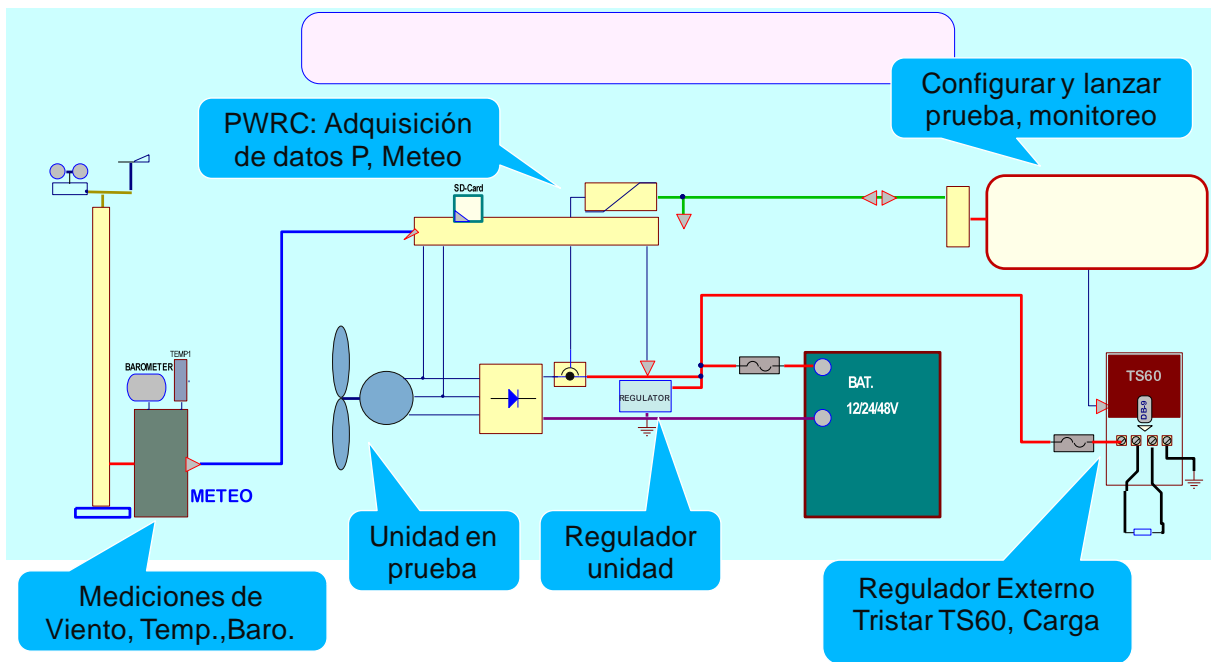 Configurar y lanzar
prueba, monitoreo
PWRC: Adquisición
de datos P, Meteo
SD-Card
TEMP1
BAROMETER
REGULATOR
BAT.
12/24/48V
TS60
DB-9
METEO
Unidad en
prueba
Regulador
unidad
Mediciones de
Viento, Temp.,Baro.
Regulador Externo
Tristar TS60, Carga